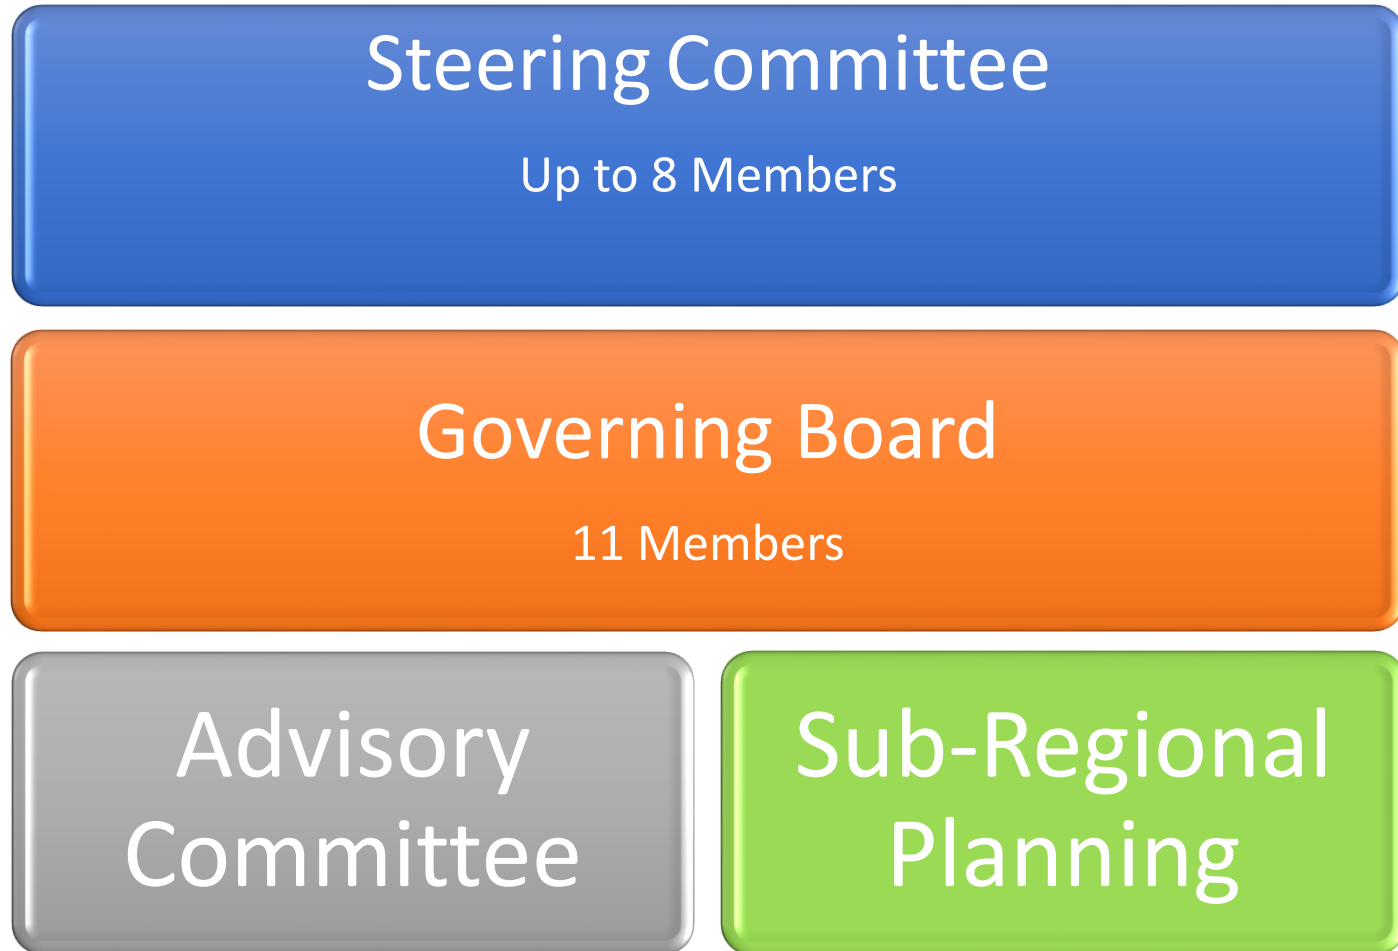 Steering Committee
Up to 8 Members
Governing Board
11 Members
Advisory
Committee
Sub-Regional
Planning